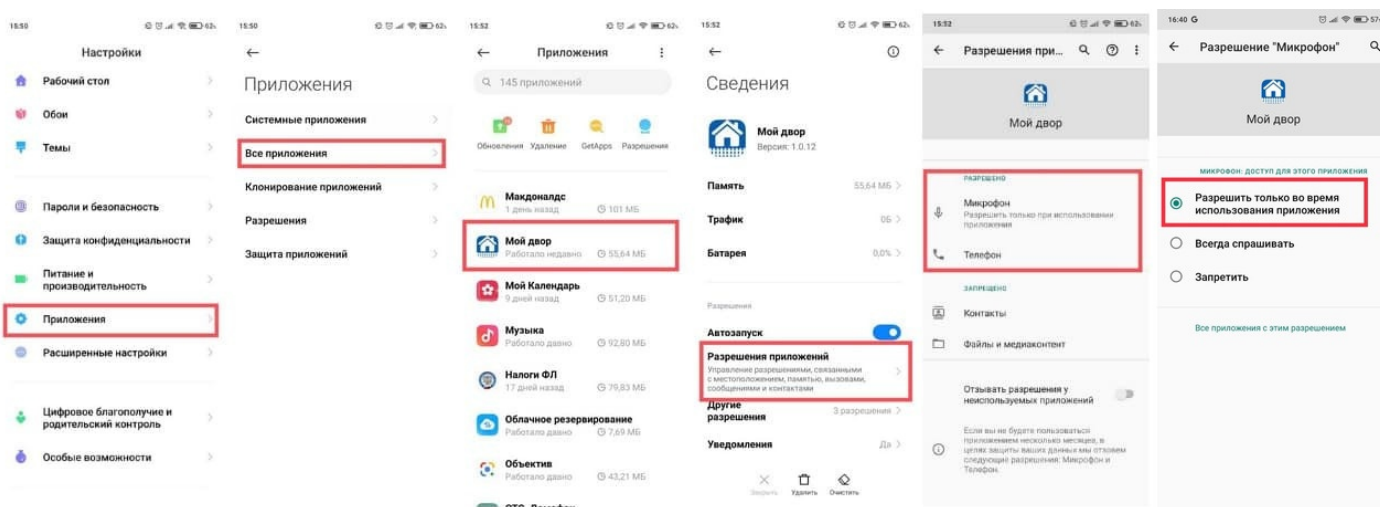 15:50
62%
Настройки
Рабочий стол
Обои
Темы
Пароли и безопасность
Защита конфиденциальности
Питание и
производительность
Приложения
Расширенные настройки
Цифровое благополучие и
родительский контроль
Особые возможности
15:50
62%
Приложения
Системные приложения
Все приложения
Клонирование приложений
Разрешения
Защита приложений
15:52
62%
Приложения
145 приложений
Обновления Удаление GetApps Разрешения
Макдоналдс
1 день назад 101 МБ
Мой двор
Работало недавно 55,64 МБ
Мой Календарь
9 дней назад 51,20 МБ
Музыка
Работало давно 92,80 МБ
Налоги ФЛ
17 дней назад 79,83 МБ
Облачное резервирование
Работало давно 7,69 МБ
Объектив
Работало давно 43,21 МБ
15:52
62%
Сведения
Мой двор
Версия: 1.0.12
Память 55,64 МБ
Трафик 0Б
Батарея 0,0%
Разрешения
Автозапуск
Разрешения приложений
Управление разрешениями, связанными
с местоположением, памятью, вызовами,
сообщениями и контактами
Другие
разрешения 3 разрешения
Уведомления Да
Закрыть Удалить Очистить
15:52
62%
Разрешения при...
Мой двор
РАЗРЕШЕНО
Микрофон
Разрешить только при использовании
приложения
Телефон
ЗАПРЕЩЕНО
Контакты
Файлы и медиаконтент
Отзывать разрешения у
неиспользуемых приложений
Если вы не будете пользоваться
приложением несколько месяцев, в
целях защиты ваших данных мы отзовем
следующие разрешения: Микрофон и
Телефон.
16:40 G
57
Разрешение "Микрофон"
Мой двор
МИКРОФОН: ДОСТУП ДЛЯ ЭТОГО ПРИЛОЖЕНИЯ
Разрешить только во время
использования приложения
Всегда спрашивать
Запретить
Все приложения с этим разрешением